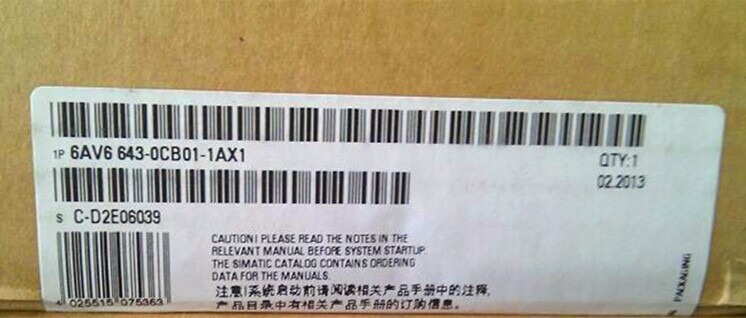 1P 6AV6 643-0CB01-1AX1
QTY:1
02.2013
S C-D2E06039
CAUTION! PLEASE READ THE NOTES IN THE
RELEVANT MANUAL BEFORE SYSTEM STARTUP.
THE SIMATIC CATALOG CONTAINS ORDERING
DATA FOR THE MANUALS.
注意!系统启动前请阅读相关产品手册中的注释,
产品目录中有相关产品手册的订购信息。
4 025515 075363
PACKAGING